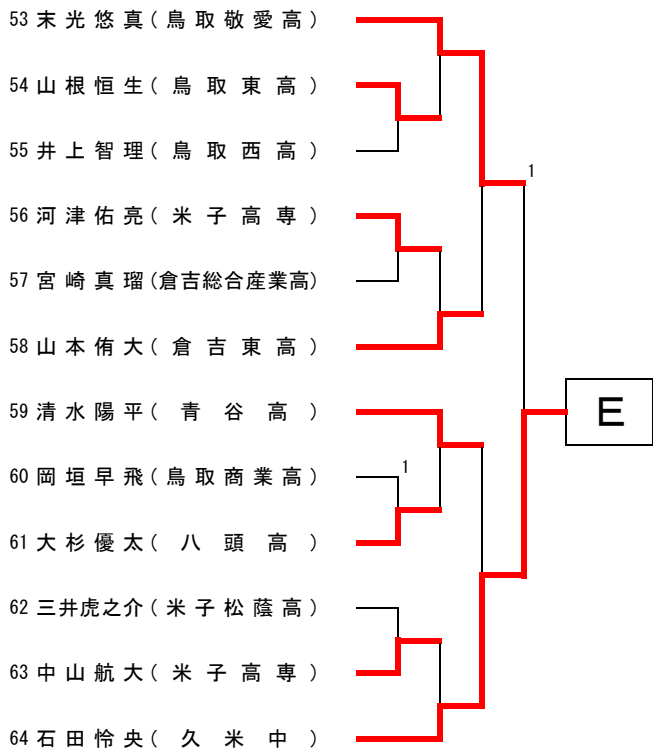 53 末光悠真(鳥取敬愛高)
54 山根恒生(鳥取東高)
55 井上智理(鳥取西高)
1
56 河津佑亮(米子高専)
57 宮崎真瑠(倉吉総合産業高)
58 山本侑大(倉吉東高)
59 清水陽平(青谷高)
E
1
60 岡垣早飛(鳥取商業高)
61 大杉優太(八頭高)
62 三井虎之介(米子松蔭高)
63 中山航大(米子高専)
64 石田怜央(久米中)